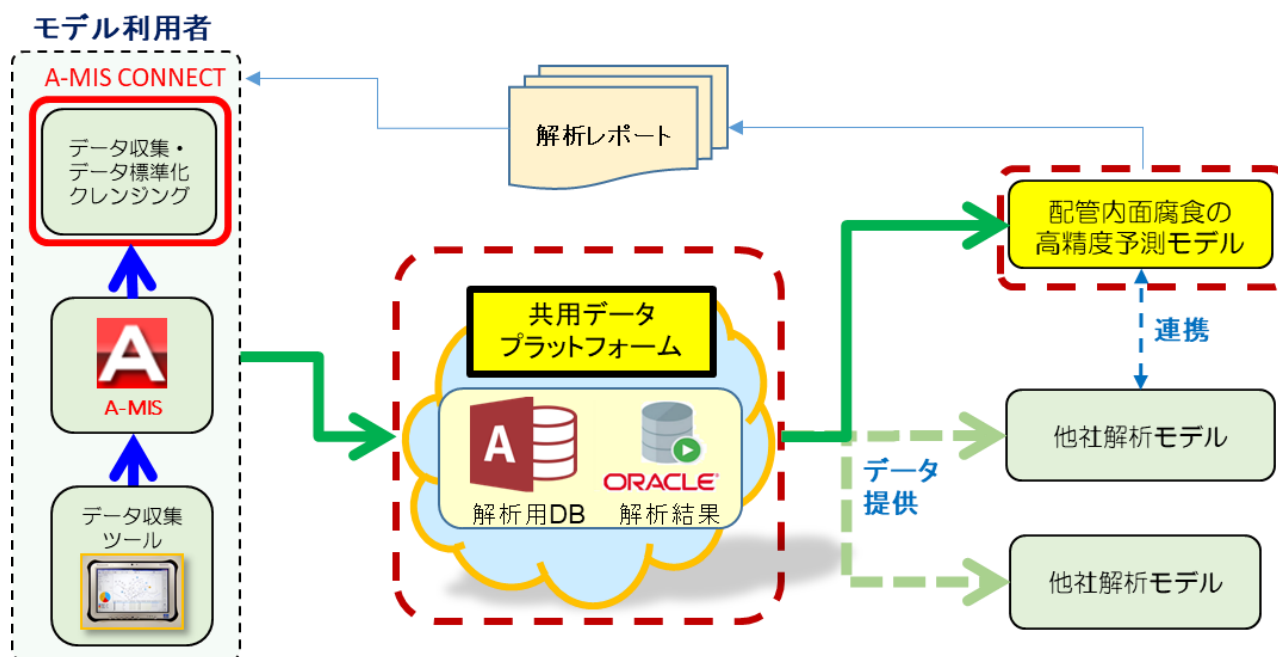 モデル利用者
A-MIS CONNECT
データ収集・
データ標準化
クレンジング
A
A-MIS
データ収集
ツール
解析レポート
共用データ
プラットフォーム
A
ORACLE
解析用DB
解析結果
データ
提供
配管内面腐食の
高精度予測モデル
連携
他社解析モデル
他社解析モデル